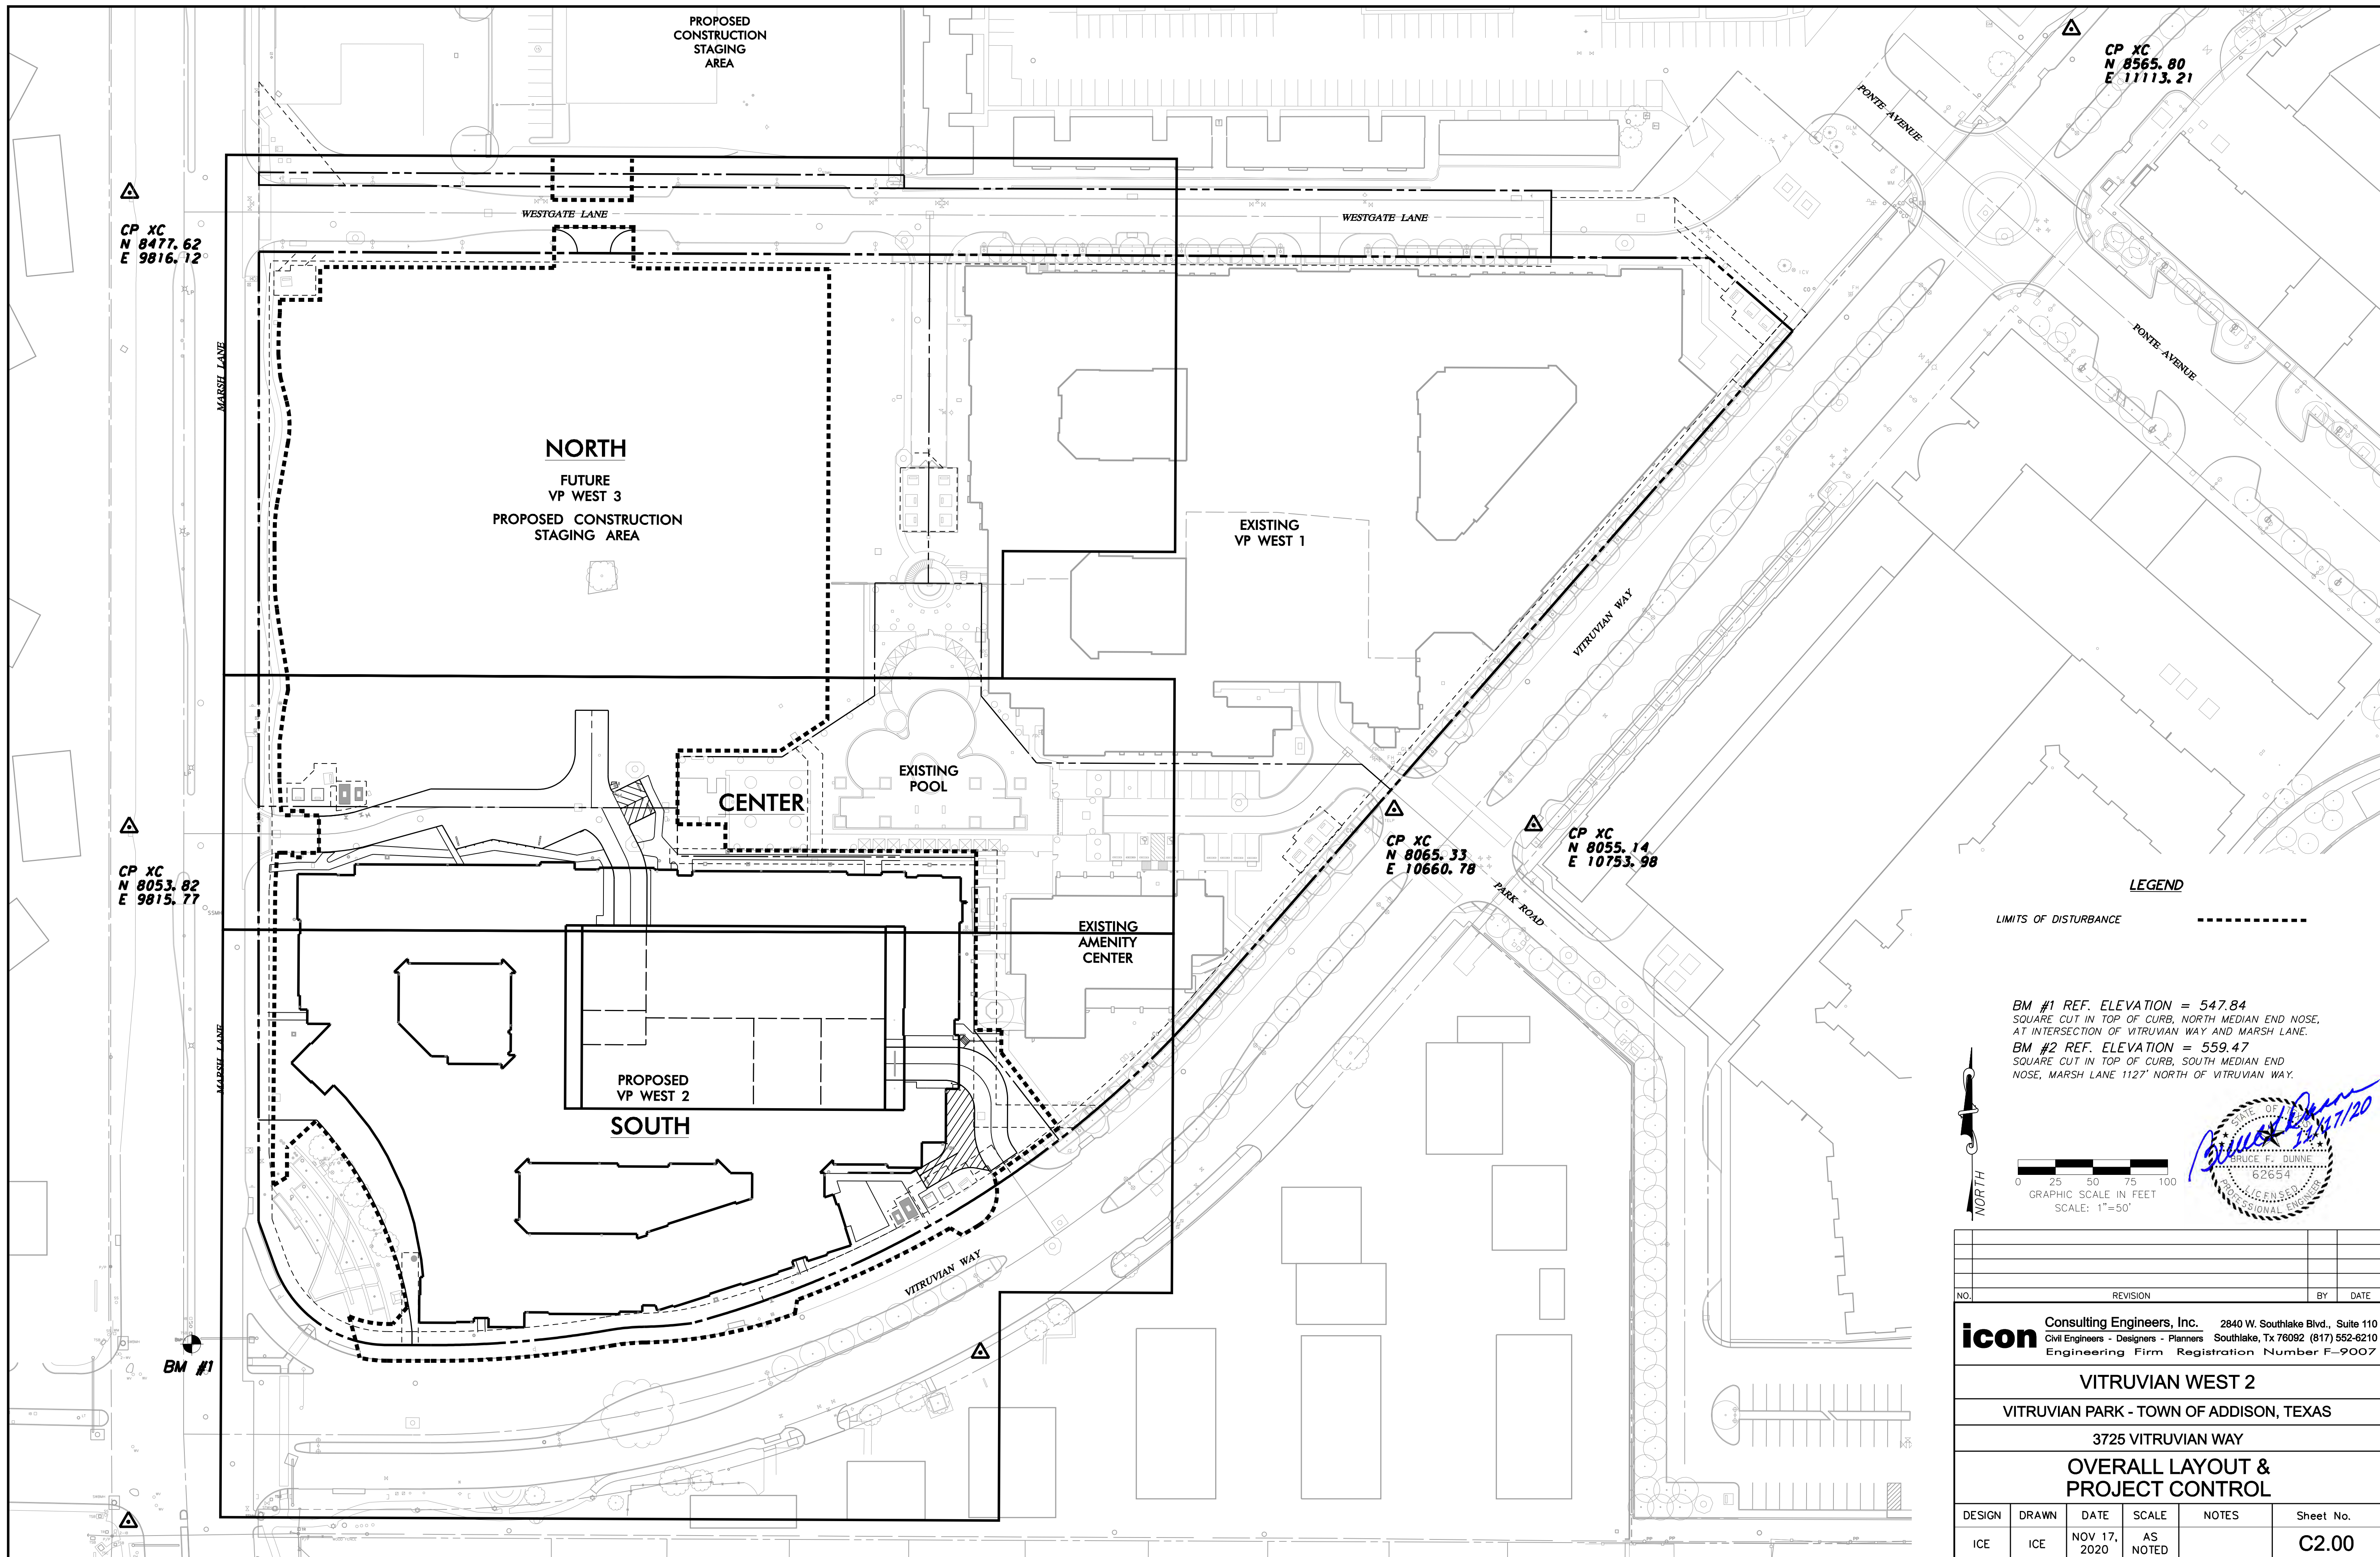 PROPOSED
CONSTRUCTION
STAGING
AREA
CP XC
N 8565.80
E 11113.21
PONTE AVENUE
CP XC
N 8477.62
E 9816.12
WESTGATE LANE
WESTGATE LANE
MARSH LANE
PONTE AVENUE
NORTH
FUTURE
VP WEST 3
PROPOSED CONSTRUCTION
STAGING AREA
EXISTING
VP WEST 1
VITRUVIAN WAY
EXISTING
POOL
CENTER
CP XC
N 8053.82
E 9815.77
SSMH
CP XC
N 8065.33
E 10660.78
CP XC
N 8055.14
E 10753.98
PARK ROAD
EXISTING
AMENITY
CENTER
MARSH LANE
PROPOSED
VP WEST 2
SOUTH
VITRUVIAN WAY
BM #1
LEGEND
LIMITS OF DISTURBANCE
BM #1 REF. ELEVATION = 547.84
SQUARE CUT IN TOP OF CURB, NORTH MEDIAN END NOSE,
AT INTERSECTION OF VITRUVIAN WAY AND MARSH LANE.
BM #2 REF. ELEVATION = 559.47
SQUARE CUT IN TOP OF CURB, SOUTH MEDIAN END
NOSE, MARSH LANE 1127' NORTH OF VITRUVIAN WAY.
NORTH
0 25 50 75 100
GRAPHIC SCALE IN FEET
SCALE: 1"=50'
STATE OF TEXAS
BRUCE F. DUNNE
62654
LICENSED
PROFESSIONAL ENGINEER
11/17/20
NO. REVISION BY DATE
icon Consulting Engineers, Inc. 2840 W. Southlake Blvd., Suite 110
Civil Engineers - Designers - Planners Southlake, Tx 76092 (817) 552-6210
Engineering Firm Registration Number F-9007
VITRUVIAN WEST 2
VITRUVIAN PARK - TOWN OF ADDISON, TEXAS
3725 VITRUVIAN WAY
OVERALL LAYOUT &
PROJECT CONTROL
DESIGN DRAWN DATE SCALE NOTES Sheet No.
ICE ICE NOV 17, 2020 AS NOTED C2.00